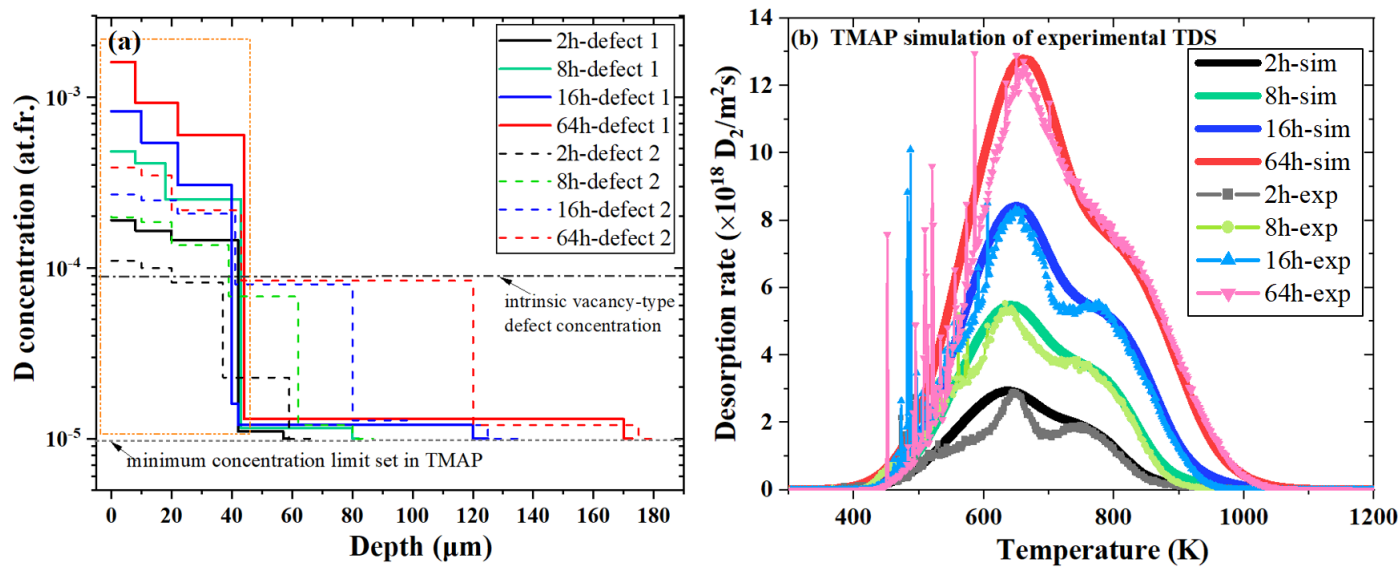 (a)
2h-defect 1
8h-defect 1
16h-defect 1
64h-defect 1
2h-defect 2
8h-defect 2
16h-defect 2
64h-defect 2
D concentration (at.fr.)
10⁻³
10⁻⁴
10⁻⁵
intrinsic vacancy-type
defect concentration
minimum concentration limit set in TMAP
0 20 40 60 80 100 120 140 160 180
Depth (μm)
(b) TMAP simulation of experimental TDS
2h-sim
8h-sim
16h-sim
64h-sim
2h-exp
8h-exp
16h-exp
64h-exp
Desorption rate (×10¹⁸ D₂/m²s)
14
13
12
10
8
6
4
2
0
400 600 800 1000 1200
Temperature (K)